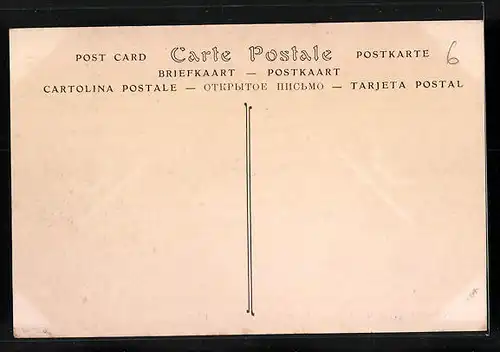 POST CARD Carte Postale POSTKARTE 6
BRIEFKAART — POSTKAART
CARTOLINA POSTALE — ОТКРЫТОЕ ПИСЬМО — TARJETA POSTAL